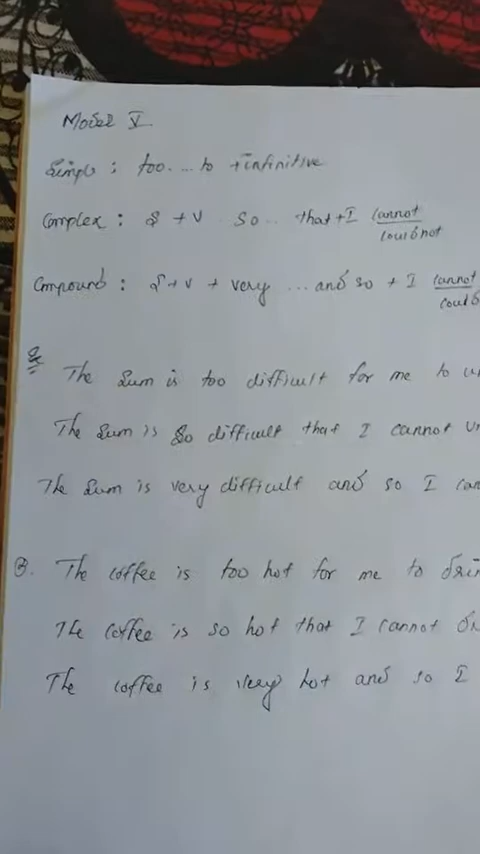 Model V
Simple : too.... to + infinitive
Complex : S + V so... that + I cannot
could not
Compound : S + V + very ... and so + I cannot
The Sum is too difficult for me to
The Sum is so difficult that I cannot
The Sum is very difficult and so I
The coffee is too hot for me to
The coffee is so hot that I cannot
The coffee is very hot and so I